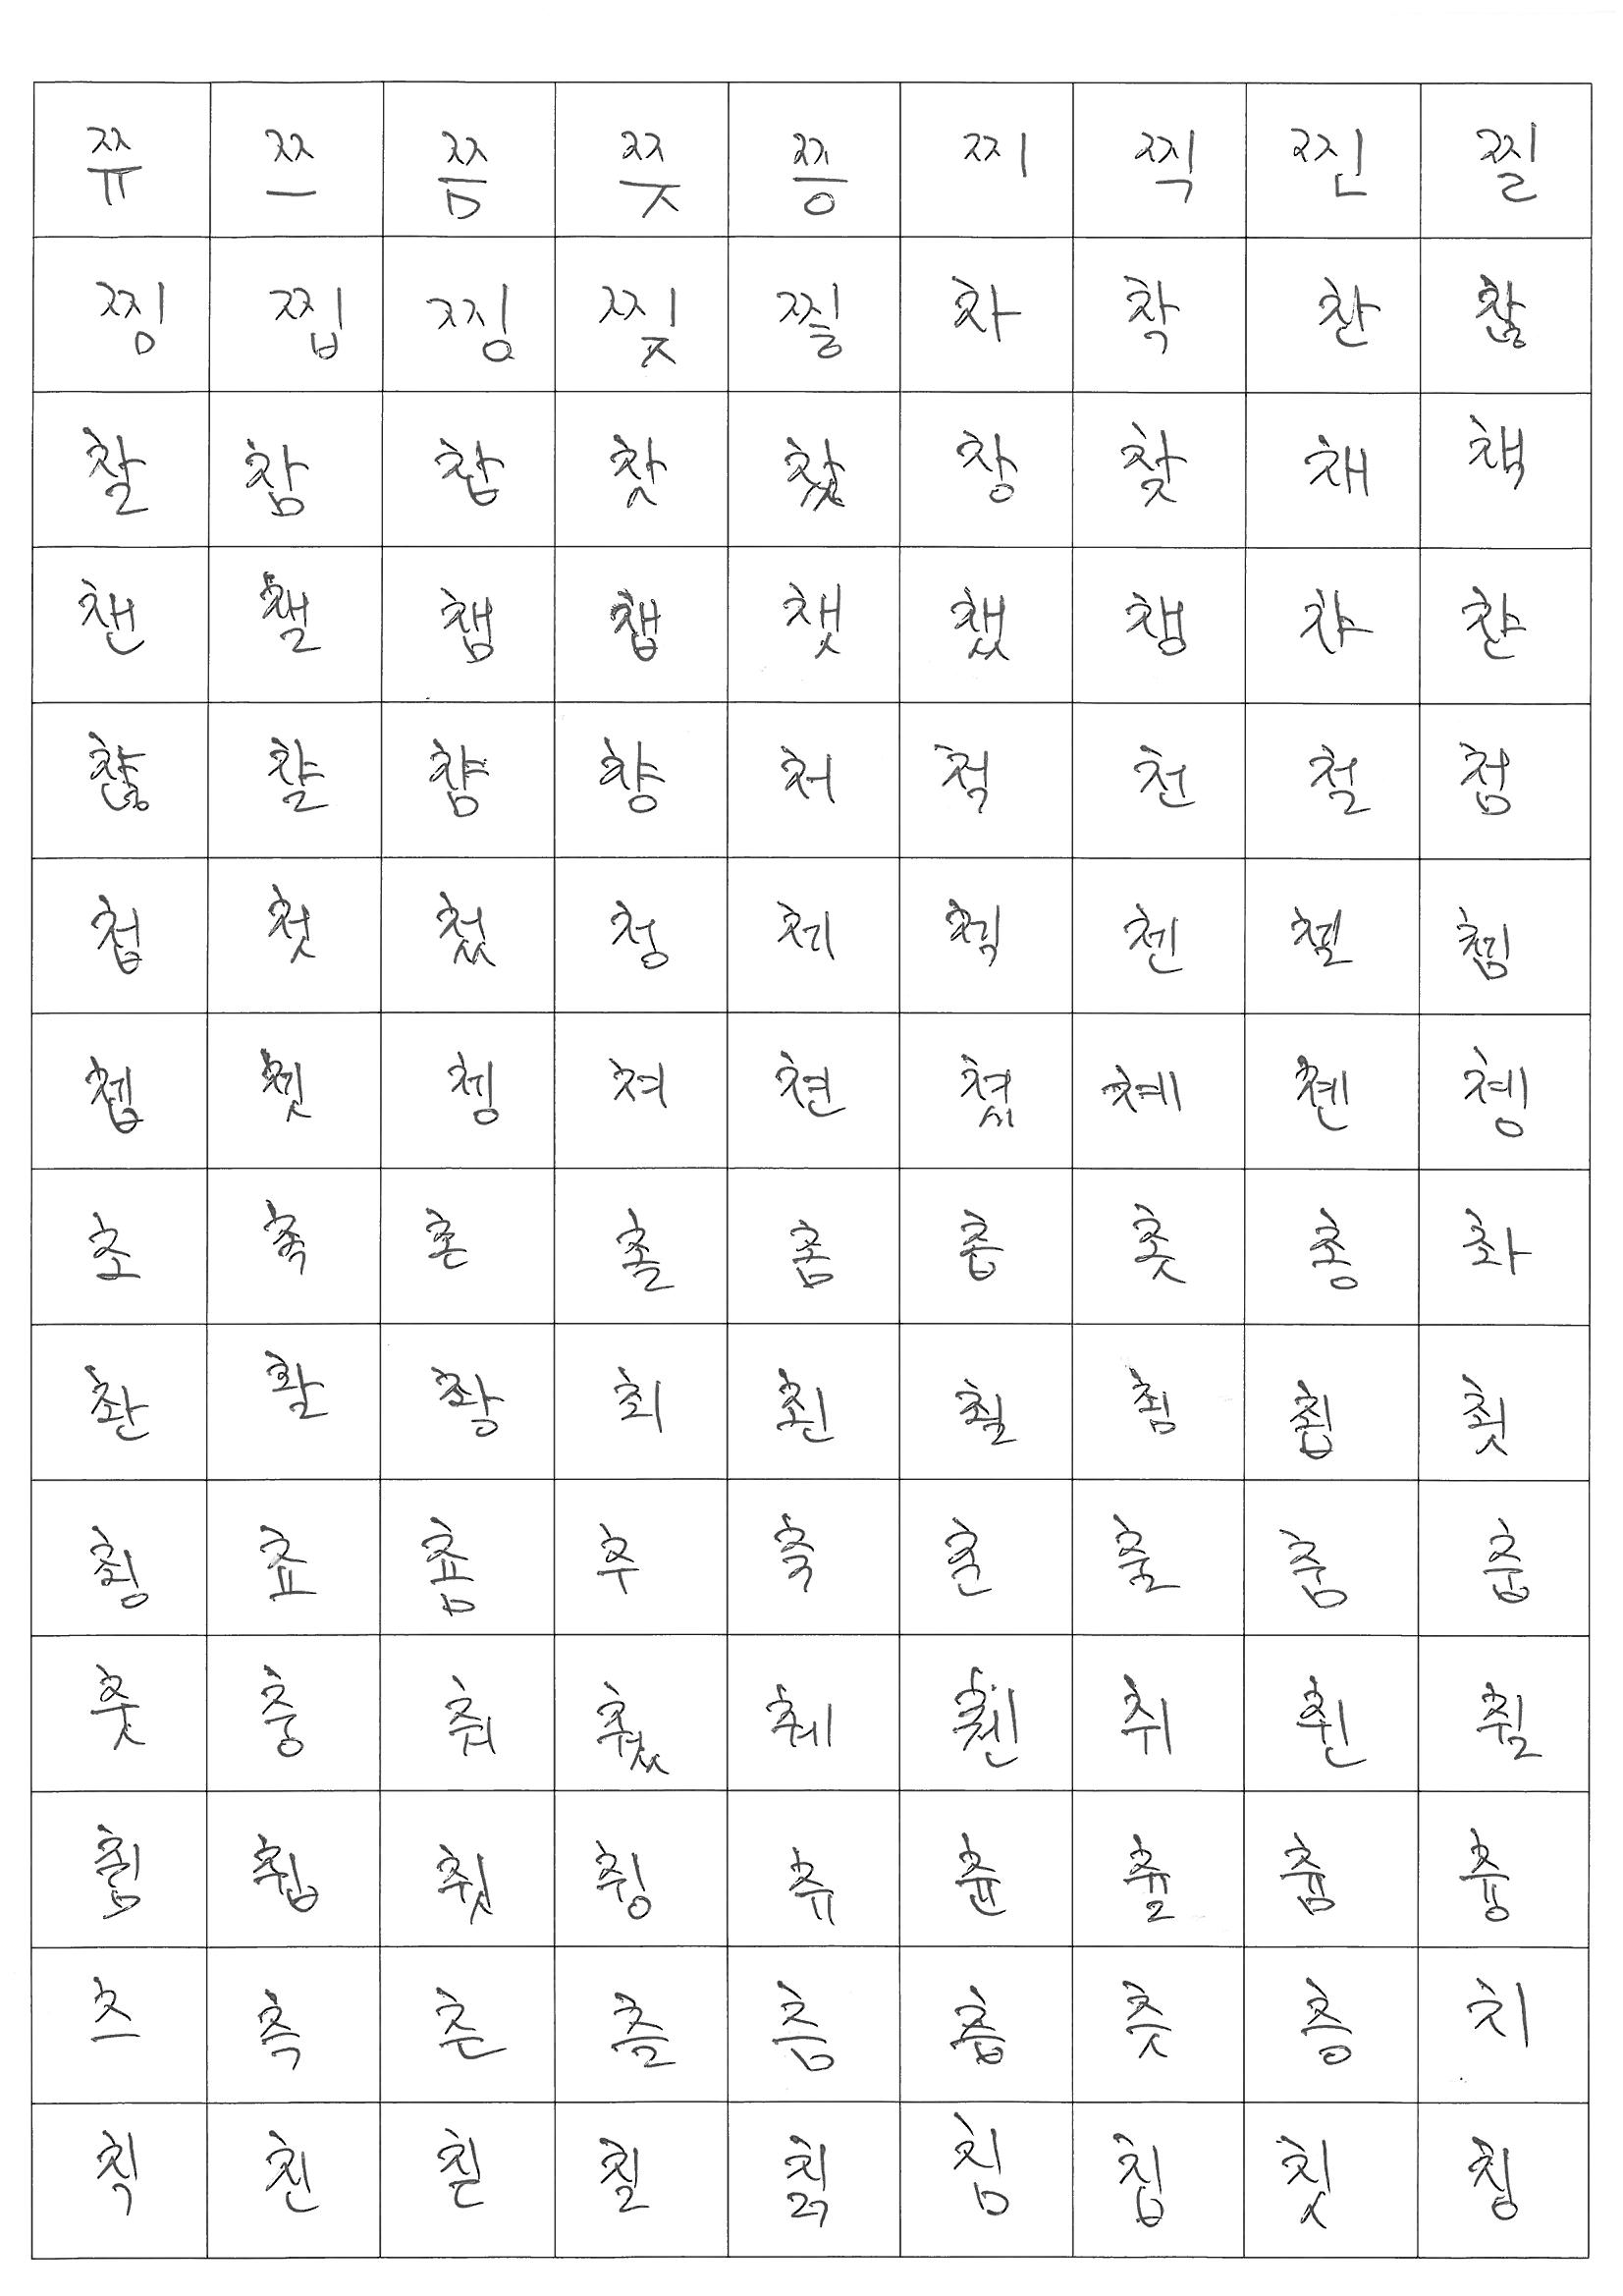 쮸 쯔 쯤 쯧 쯩 찌 찍 찐 찔
찜 찝 찡 찢 찧 차 착 찬 찮
찰 참 찹 찻 찼 창 찾 채 책
챈 챌 챔 챕 챗 챘 챙 챠 챤
챦 챨 챰 챵 처 척 천 철 첨
첩 첫 첬 청 체 첵 첸 첼 쳄
쳅 쳇 쳉 쳐 쳔 쳤 쳬 쳰 촁
초 촉 촌 촐 촘 촙 촛 총 촤
촨 촬 촹 최 쵠 쵤 쵬 쵭 쵯
쵱 쵸 춈 추 축 춘 출 춤 춥
춧 충 춰 췄 췌 췐 취 췬 췰
췸 췹 췻 췽 츄 츈 츌 츔 츙
츠 측 츤 츨 츰 츱 츳 층 치
칙 친 칟 칠 칡 침 칩 칫 칭